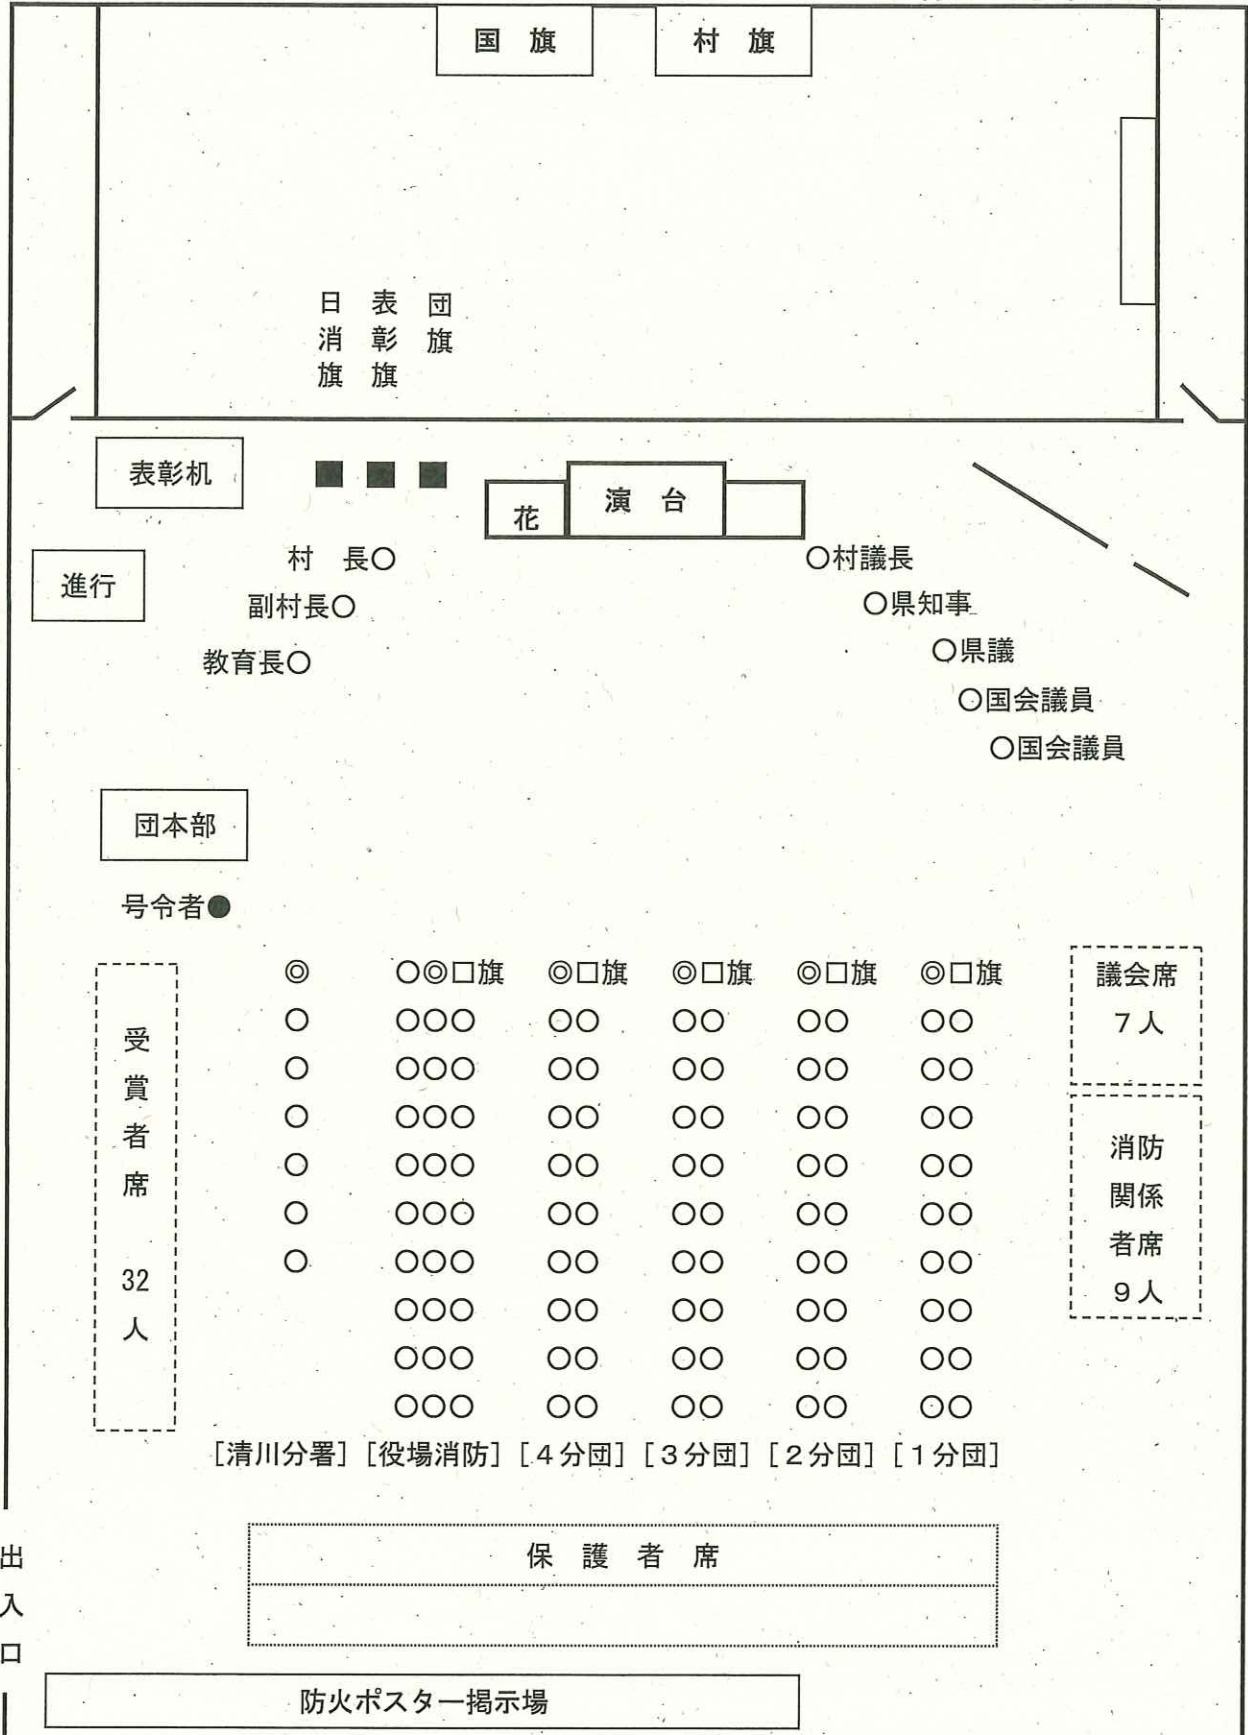 国 旗
村 旗
日消旗
表彰旗
団旗
表彰机
花
演 台
進行
村 長○
副村長○
教育長○
○村議長
○県知事
○県議
○国会議員
○国会議員
団本部
号令者●
受賞者席 32人
◎ ○◎□旗 ◎□旗 ◎□旗 ◎□旗 ◎□旗
○ ○○○ ○○ ○○ ○○ ○○
○ ○○○ ○○ ○○ ○○ ○○
○ ○○○ ○○ ○○ ○○ ○○
○ ○○○ ○○ ○○ ○○ ○○
○ ○○○ ○○ ○○ ○○ ○○
○ ○○○ ○○ ○○ ○○ ○○
○○○ ○○ ○○ ○○ ○○
○○○ ○○ ○○ ○○ ○○
○○○ ○○ ○○ ○○ ○○
[清川分署] [役場消防] [４分団] [３分団] [２分団] [１分団]
議会席
７人
消防
関係
者席
９人
出入口
保 護 者 席
防火ポスター掲示場